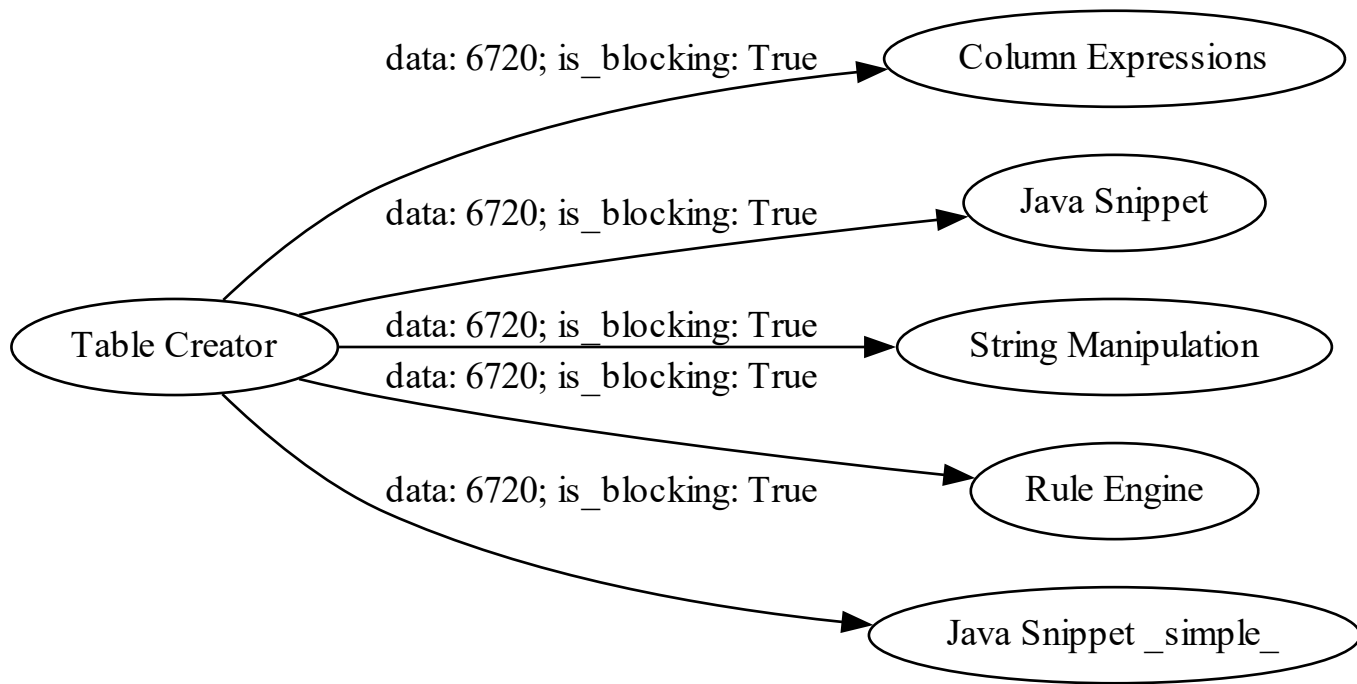 data: 6720; is_blocking: True
Column Expressions
data: 6720; is_blocking: True
Java Snippet
Table Creator
data: 6720; is_blocking: True
String Manipulation
data: 6720; is_blocking: True
Rule Engine
data: 6720; is_blocking: True
Java Snippet _simple_